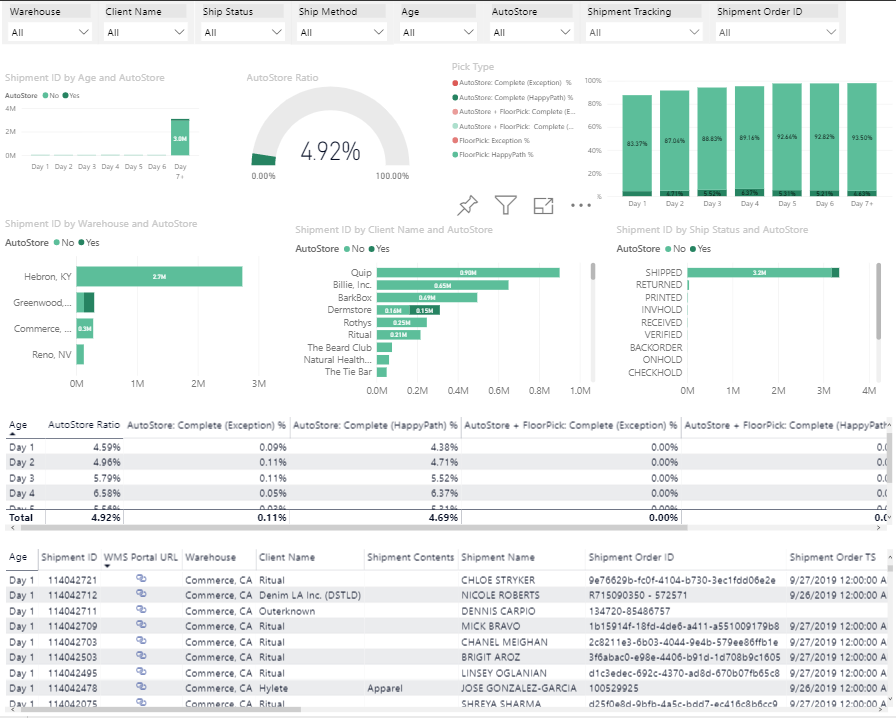 Warehouse Client Name Ship Status Ship Method Age AutoStore Shipment Tracking Shipment Order ID
All All All All All All All All
Shipment ID by Age and AutoStore
AutoStore No Yes
4M
2M
0M
3.0M
Day 1 Day 2 Day 3 Day 4 Day 5 Day 6 Day 7+
AutoStore Ratio
4.92%
0.00% 100.00%
Pick Type
AutoStore: Complete (Exception) %
AutoStore: Complete (HappyPath) %
AutoStore + FloorPick: Complete (E...
AutoStore + FloorPick: Complete (...
FloorPick: Exception %
FloorPick: HappyPath %
100%
80%
60%
40%
20%
%
83.37% 87.06% 88.83% 89.16% 92.64% 92.82% 93.50%
4.71% 5.52% 6.37% 5.31% 5.21% 4.63%
Day 1 Day 2 Day 3 Day 4 Day 5 Day 6 Day 7+
Shipment ID by Warehouse and AutoStore
AutoStore No Yes
Hebron, KY 2.7M
Greenwood,...
Commerce, ... 0.3M
Reno, NV
0M 1M 2M 3M
Shipment ID by Client Name and AutoStore
AutoStore No Yes
Quip 0.90M
Billie, Inc. 0.65M
BarkBox 0.49M
Dermstore 0.16M 0.15M
Rothys 0.25M
Ritual 0.21M
The Beard Club
Natural Health...
The Tie Bar
0.0M 0.2M 0.4M 0.6M 0.8M 1.0M
Shipment ID by Ship Status and AutoStore
AutoStore No Yes
SHIPPED 3.2M
RETURNED
PRINTED
INVHOLD
RECEIVED
VERIFIED
BACKORDER
ONHOLD
CHECKHOLD
0M 1M 2M 3M 4M
Age AutoStore Ratio AutoStore: Complete (Exception) % AutoStore: Complete (HappyPath) % AutoStore + FloorPick: Complete (Exception) % AutoStore + FloorPick: Complete (HappyPath
Day 1 4.59% 0.09% 4.38% 0.00% 0.0
Day 2 4.96% 0.11% 4.71% 0.00% 0.0
Day 3 5.79% 0.11% 5.52% 0.00% 0.0
Day 4 6.58% 0.05% 6.37% 0.00% 0.0
Day 5 5.56% 0.03% 5.31% 0.00%
Total 4.92% 0.11% 4.69% 0.00% 0.0
Age Shipment ID WMS Portal URL Warehouse Client Name Shipment Contents Shipment Name Shipment Order ID Shipment Order TS
Day 1 114042721 Commerce, CA Ritual CHLOE STRYKER 9e76629b-fc0f-4104-b730-3ec1fdd06e2e 9/27/2019 12:00:00 A
Day 1 114042712 Commerce, CA Denim LA Inc. (DSTLD) NICOLE ROBERTS R715090350 - 572571 9/26/2019 12:00:00 A
Day 1 114042711 Commerce, CA Outerknown DENNIS CARPIO 134720-85486757 9/27/2019 12:00:00 A
Day 1 114042709 Commerce, CA Ritual MICK BRAVO 1b15914f-18fd-4de6-a411-a551009179b8 9/27/2019 12:00:00 A
Day 1 114042703 Commerce, CA Ritual CHANEL MEIGHAN 2c8211e3-6b03-4044-9e4b-579ee86ffb1e 9/27/2019 12:00:00 A
Day 1 114042503 Commerce, CA Ritual BRIGIT AROZ 3f6abac0-e98e-4406-b91d-1d708b9c1605 9/27/2019 12:00:00 A
Day 1 114042495 Commerce, CA Ritual LINSEY OGLANIAN d1c3edec-692c-4370-ad8d-670b07fb65c8 9/27/2019 12:00:00 A
Day 1 114042478 Commerce, CA Hylete Apparel JOSE GONZALEZ-GARCIA 100529925 9/26/2019 12:00:00 A
Day 1 114042075 Commerce, CA Ritual SHREYA SHARMA d25f0e8d-9bfb-4a5c-bdd7-ec416c8b6cc9 9/27/2019 12:00:00 A